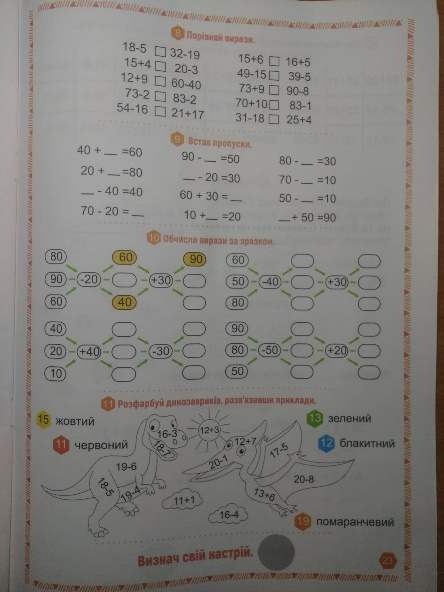 8 Порівняй вирази.
18-5 □ 32-19 15+6 □ 16+5
15+4 □ 20-3 49-15 □ 39-5
12+9 □ 60-40 73+9 □ 90-8
73-2 □ 83-2 70+10 □ 83-1
54-16 □ 21+17 31-18 □ 25+4
9 Встав пропуски.
40 + __ =60 90 - __ =50 80 - __ =30
20 + __ =80 __ - 20 =30 70 - __ =10
__ - 40 =40 60 + 30 = __ 50 - __ =10
70 - 20 = __ 10 + __ =20 __ + 50 =90
10 Обчисли вирази за зразком.
80 60 90 60
90 -20 +30 50 -40 +30
60 40 80
40 90
20 +40 -30 80 -50 +20
10 50
11 Розфарбуй динозавриків, розв'язавши приклади.
15 жовтий 13 зелений
11 червоний 12 блакитний
16-3 12+3 12+7 17-5
18-7 20-1
19-6 20-8
18-5 19-4 11+1 13+6
16-4
19 помаранчевий
Визнач свій настрій.
23